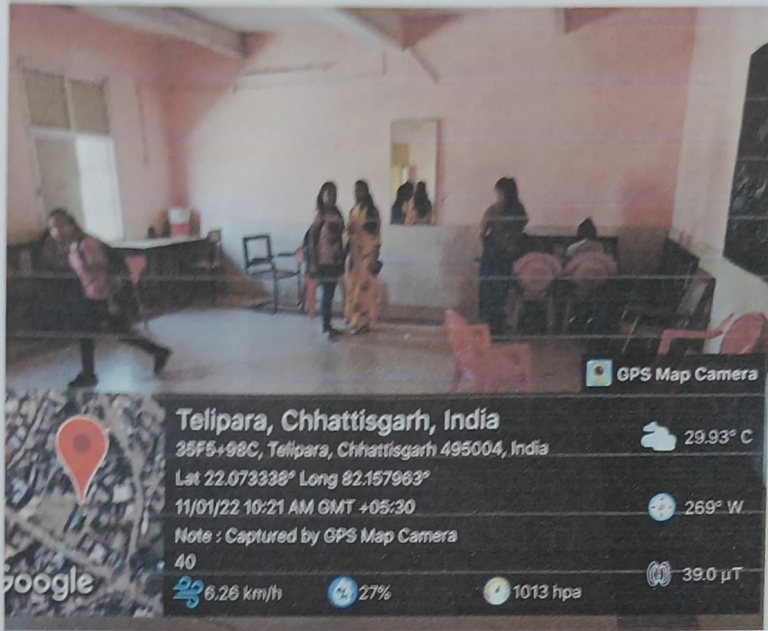 GPS Map Camera
Telipara, Chhattisgarh, India
35F5+98C, Telipara, Chhattisgarh 495004, India
Lat 22.073338° Long 82.157963°
11/01/22 10:21 AM GMT +05:30
Note : Captured by GPS Map Camera
40
6.26 km/h
27%
1013 hpa
29.93° C
269° W
39.0 µT
Google